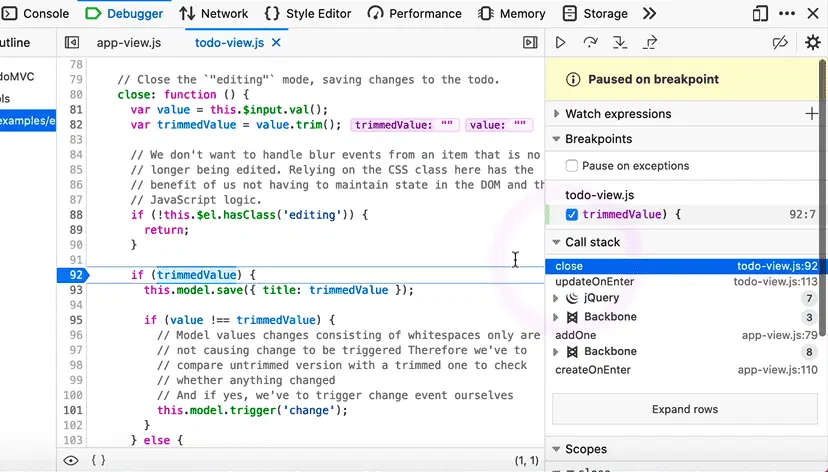 Console Debugger Network Style Editor Performance Memory Storage
utline app-view.js todo-view.js
doMVC
ols
examples/e
78
79 // Close the `"editing"` mode, saving changes to the todo.
80 close: function () {
81 var value = this.$input.val();
82 var trimmedValue = value.trim(); trimmedValue: "" value: ""
83
84 // We don't want to handle blur events from an item that is no
85 // longer being edited. Relying on the CSS class here has the
86 // benefit of us not having to maintain state in the DOM and th
87 // JavaScript logic.
88 if (!this.$el.hasClass('editing')) {
89 return;
90 }
91
92 if (trimmedValue) {
93 this.model.save({ title: trimmedValue });
94
95 if (value !== trimmedValue) {
96 // Model values changes consisting of whitespaces only are
97 // not causing change to be triggered Therefore we've to
98 // compare untrimmed version with a trimmed one to check
99 // whether anything changed
100 // And if yes, we've to trigger change event ourselves
101 this.model.trigger('change');
102 }
103 } else {
{ } (1, 1)
Paused on breakpoint
Watch expressions
Breakpoints
Pause on exceptions
todo-view.js
trimmedValue) { 92:7
Call stack
close todo-view.js:92
updateOnEnter todo-view.js:113
jQuery 7
Backbone 3
addOne app-view.js:79
Backbone 8
createOnEnter app-view.js:110
Expand rows
Scopes